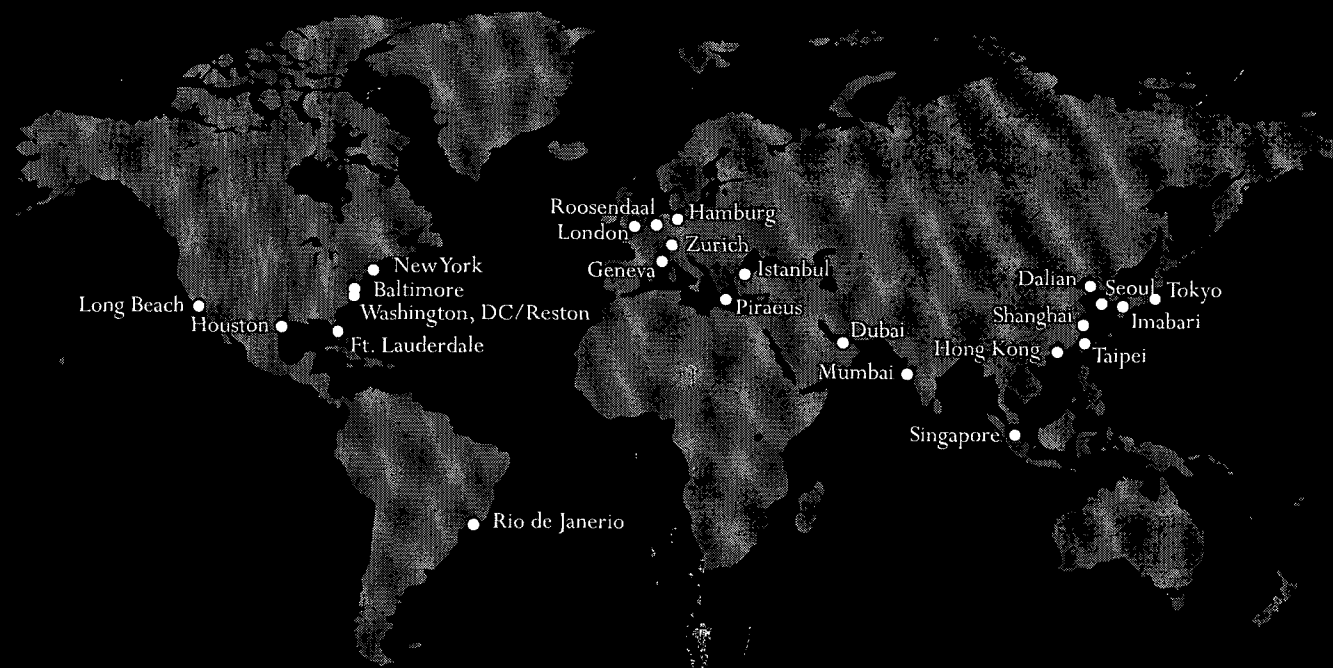 Roosendaal
Hamburg
London
Zurich
Geneva
Istanbul
Piraeus
New York
Baltimore
Washington, DC/Reston
Long Beach
Houston
Ft. Lauderdale
Dalian
Seoul
Tokyo
Shanghai
Imabari
Dubai
Hong Kong
Taipei
Mumbai
Singapore
Rio de Janerio